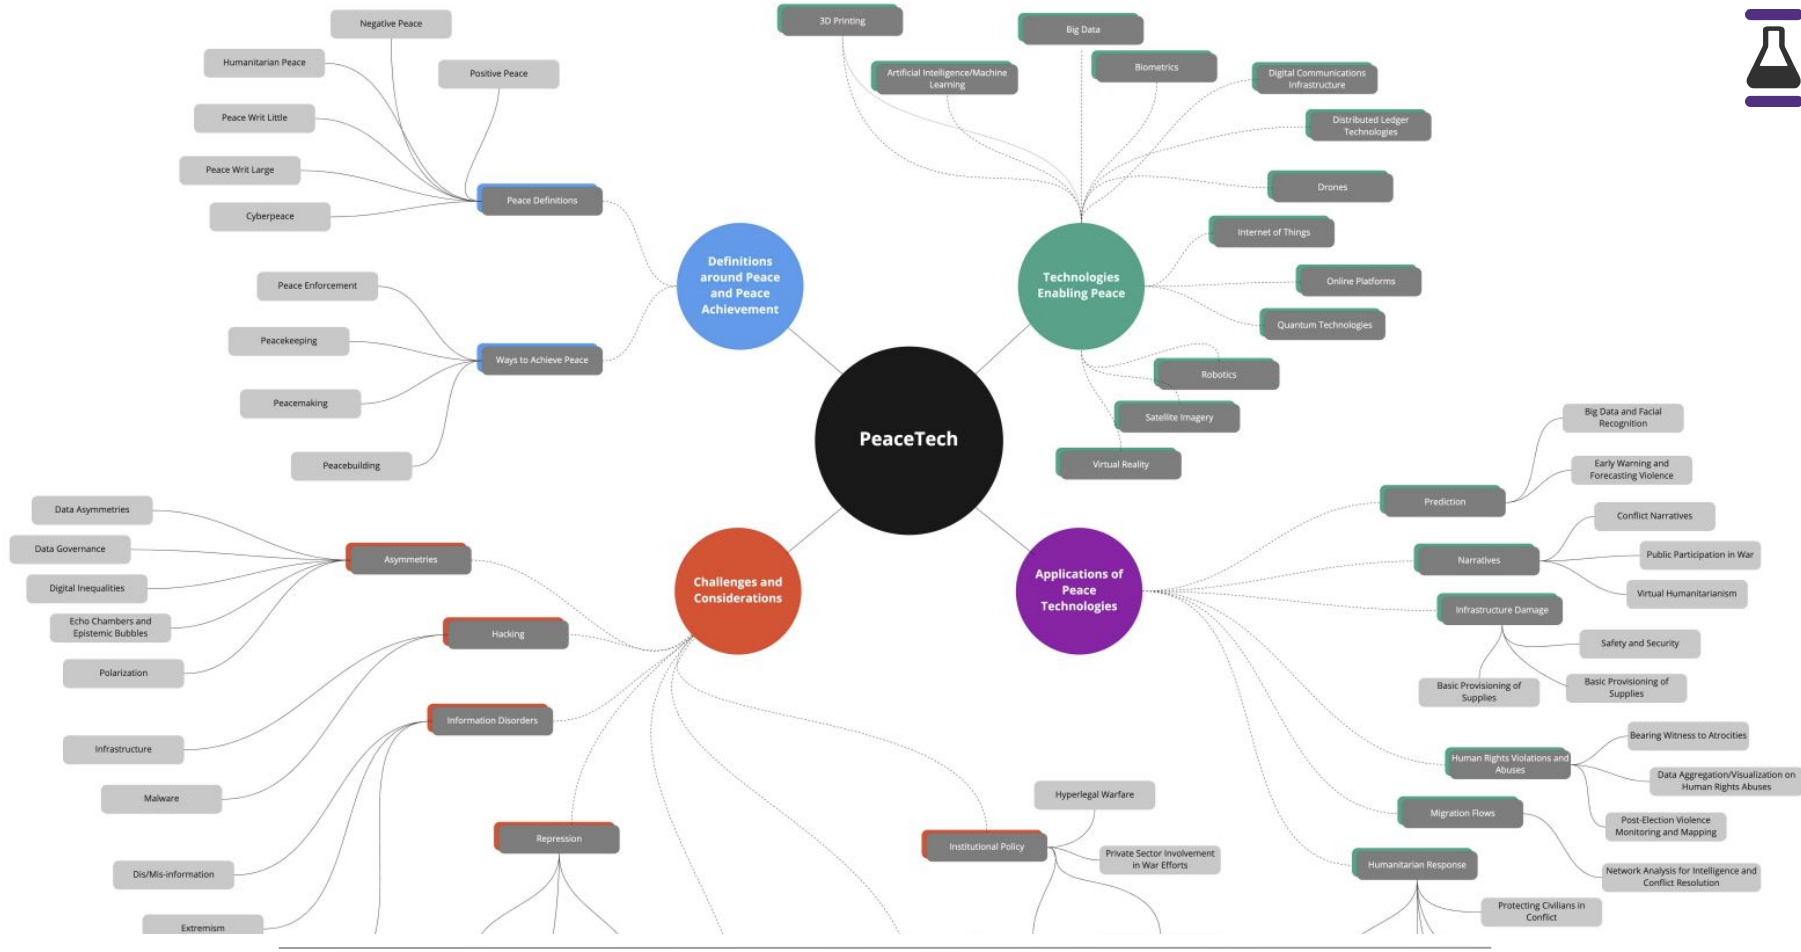 Negative Peace
Humanitarian Peace
Positive Peace
Peace Writ Little
Peace Writ Large
Peace Definitions
Cyberpeace
Definitions
around Peace
and Peace
Achievement
Peace Enforcement
Peacekeeping
Ways to Achieve Peace
Peacemaking
Peacebuilding
3D Printing
Big Data
Artificial Intelligence/Machine
Learning
Biometrics
Digital Communications
Infrastructure
Distributed Ledger
Technologies
Drones
Internet of Things
Technologies
Enabling Peace
Online Platforms
Quantum Technologies
Robotics
Satellite Imagery
Virtual Reality
PeaceTech
Data Asymmetries
Data Governance
Asymmetries
Digital Inequalities
Echo Chambers and
Epistemic Bubbles
Polarization
Challenges and
Considerations
Hacking
Infrastructure
Malware
Information Disorders
Dis/Mis-information
Extremism
Repression
Institutional Policy
Hyperlegal Warfare
Private Sector Involvement
in War Efforts
Applications of
Peace
Technologies
Prediction
Big Data and Facial
Recognition
Early Warning and
Forecasting Violence
Narratives
Conflict Narratives
Public Participation in War
Virtual Humanitarianism
Infrastructure Damage
Safety and Security
Basic Provisioning of
Supplies
Basic Provisioning of
Supplies
Human Rights Violations and
Abuses
Bearing Witness to Atrocities
Data Aggregation/Visualization on
Human Rights Abuses
Post-Election Violence
Monitoring and Mapping
Migration Flows
Network Analysis for Intelligence and
Conflict Resolution
Humanitarian Response
Protecting Civilians in
Conflict